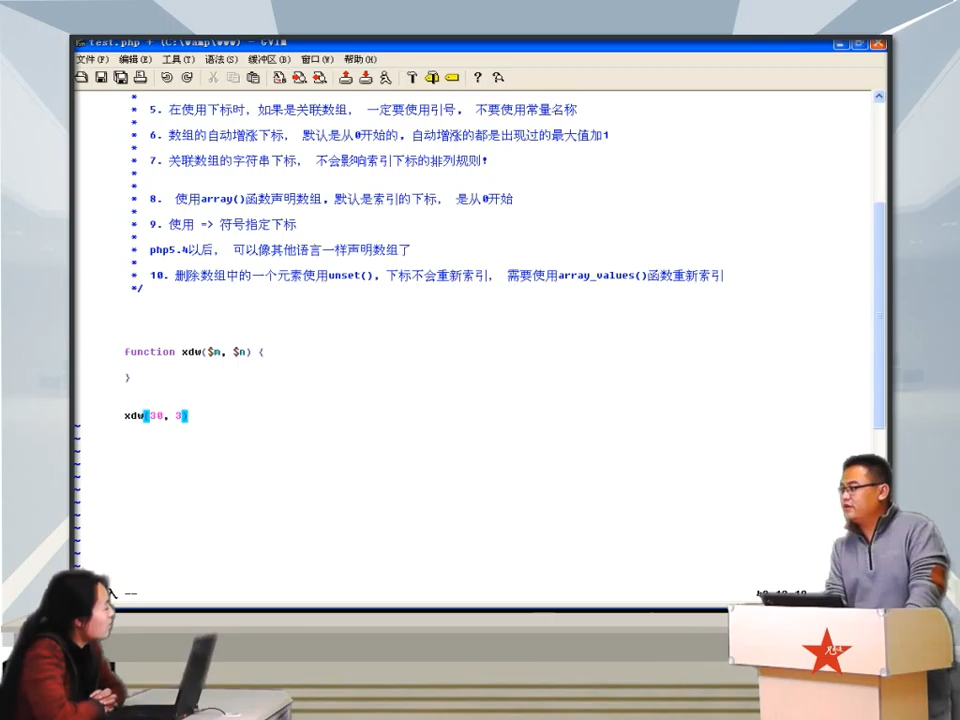 test.php + (C:\wamp\www) - GVIM
文件(F) 编辑(E) 工具(T) 语法(S) 缓冲区(B) 窗口(W) 帮助(H)
*
* 5. 在使用下标时，如果是关联数组， 一定要使用引号， 不要使用常量名称
*
* 6. 数组的自动增涨下标， 默认是从0开始的，自动增涨的都是出现过的最大值加1
*
* 7. 关联数组的字符串下标， 不会影响索引下标的排列规则！
*
*
* 8. 使用array()函数声明数组，默认是索引的下标， 是从0开始
*
* 9. 使用 => 符号指定下标
*
* php5.4以后， 可以像其他语言一样声明数组了
*
* 10. 删除数组中的一个元素使用unset()，下标不会重新索引， 需要使用array_values()函数重新索引
*/
function xdw($m, $n) {
}
xdw(30, 3)
~
~
~
~
~
~
~
~
~
~
~
~
入 --